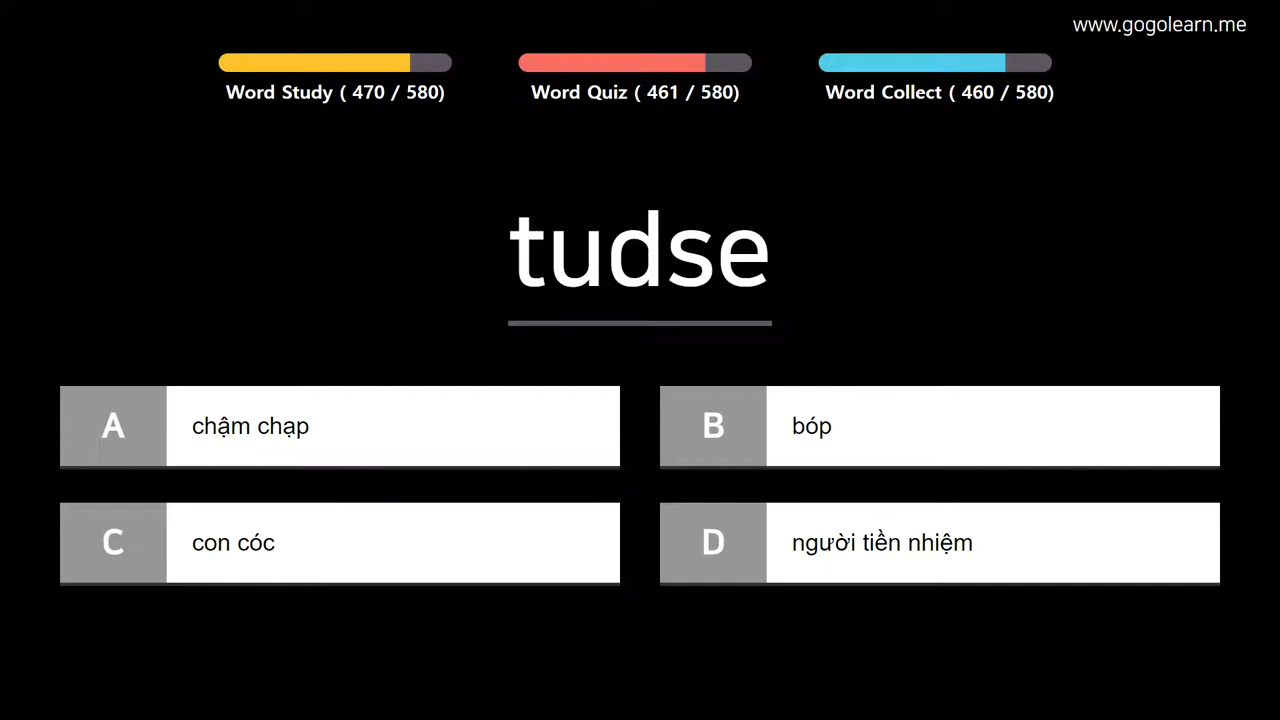 www.gogolearn.me
Word Study ( 470 / 580)
Word Quiz ( 461 / 580)
Word Collect ( 460 / 580)
tudse
A chậm chạp
B bóp
C con cóc
D người tiền nhiệm